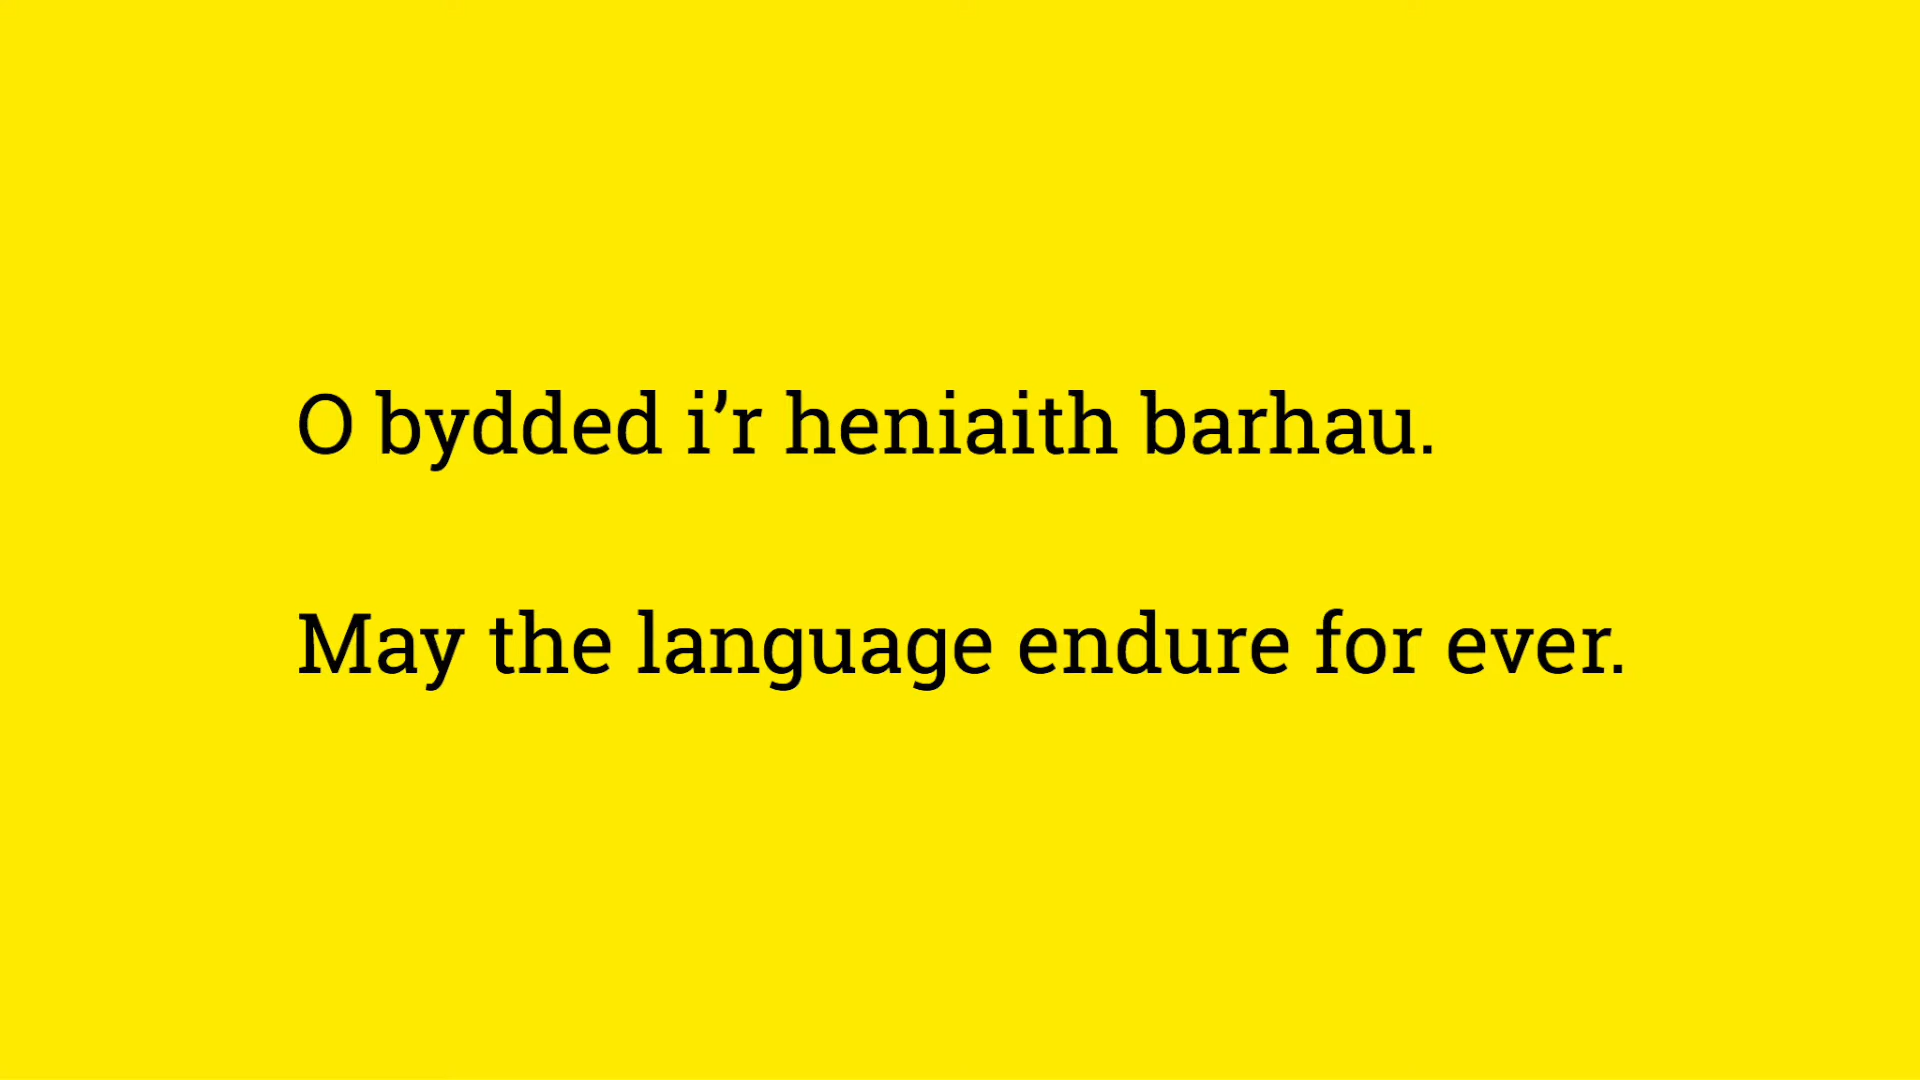 O bydded i’r heniaith barhau.
May the language endure for ever.